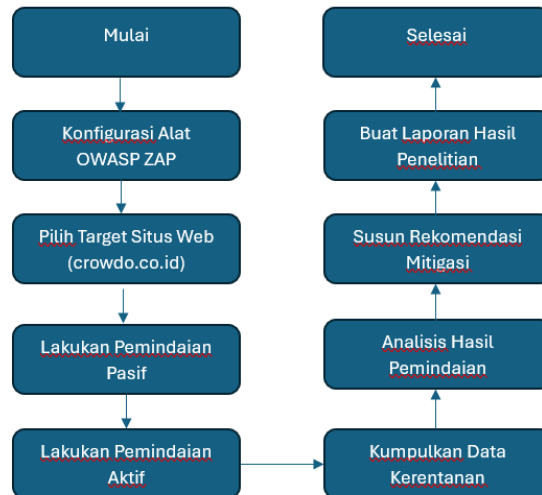 Mulai
Konfigurasi Alat
OWASP ZAP
Pilih Target Situs Web
(crowdo.co.id)
Lakukan Pemindaian
Pasif
Lakukan Pemindaian
Aktif
Kumpulkan Data
Kerentanan
Analisis Hasil
Pemindaian
Susun Rekomendasi
Mitigasi
Buat Laporan Hasil
Penelitian
Selesai